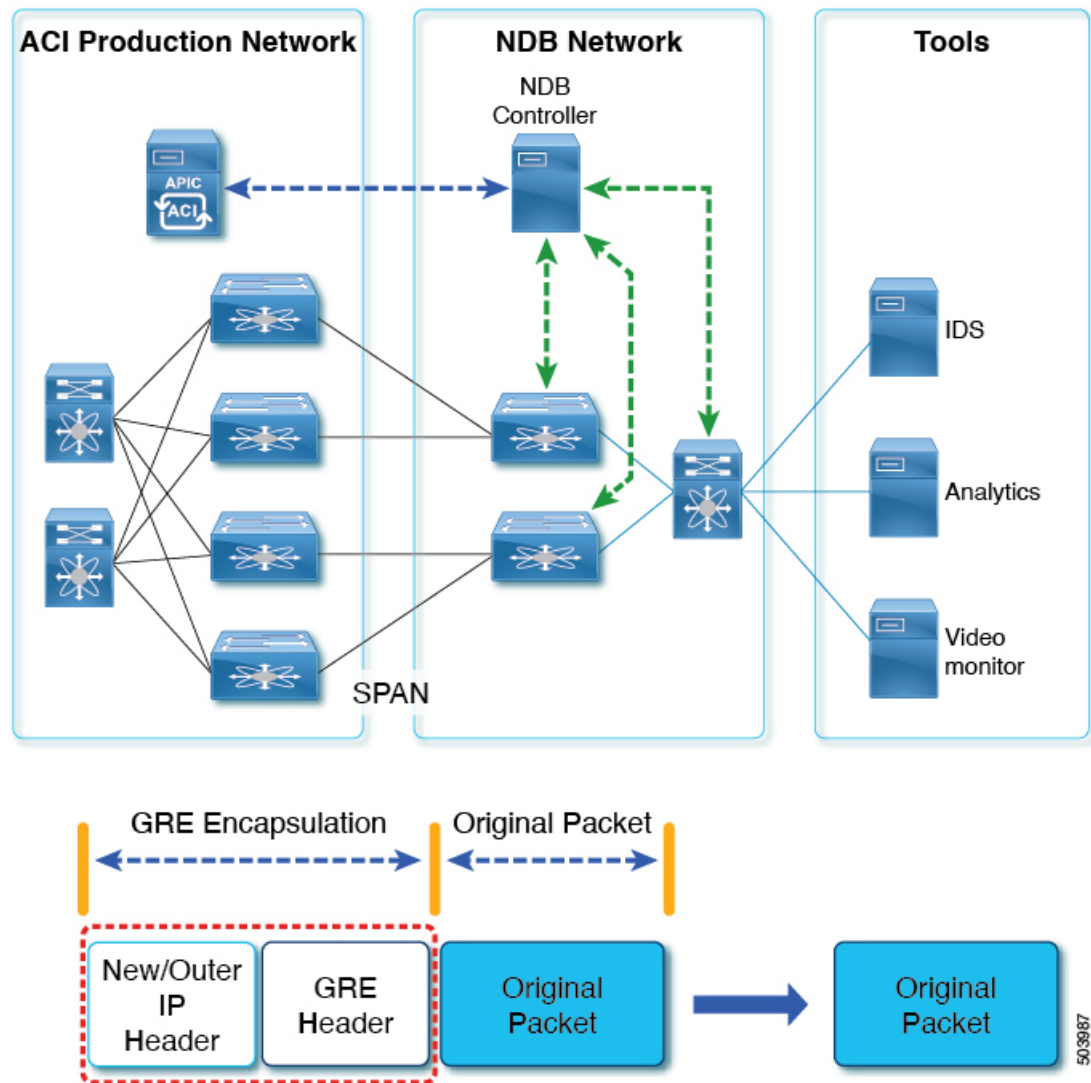 ACI Production Network
NDB Network
Tools
NDB
Controller
APIC
ACI
IDS
Analytics
Video
monitor
SPAN
GRE Encapsulation
Original Packet
New/Outer
IP
Header
GRE
Header
Original
Packet
Original
Packet
503987